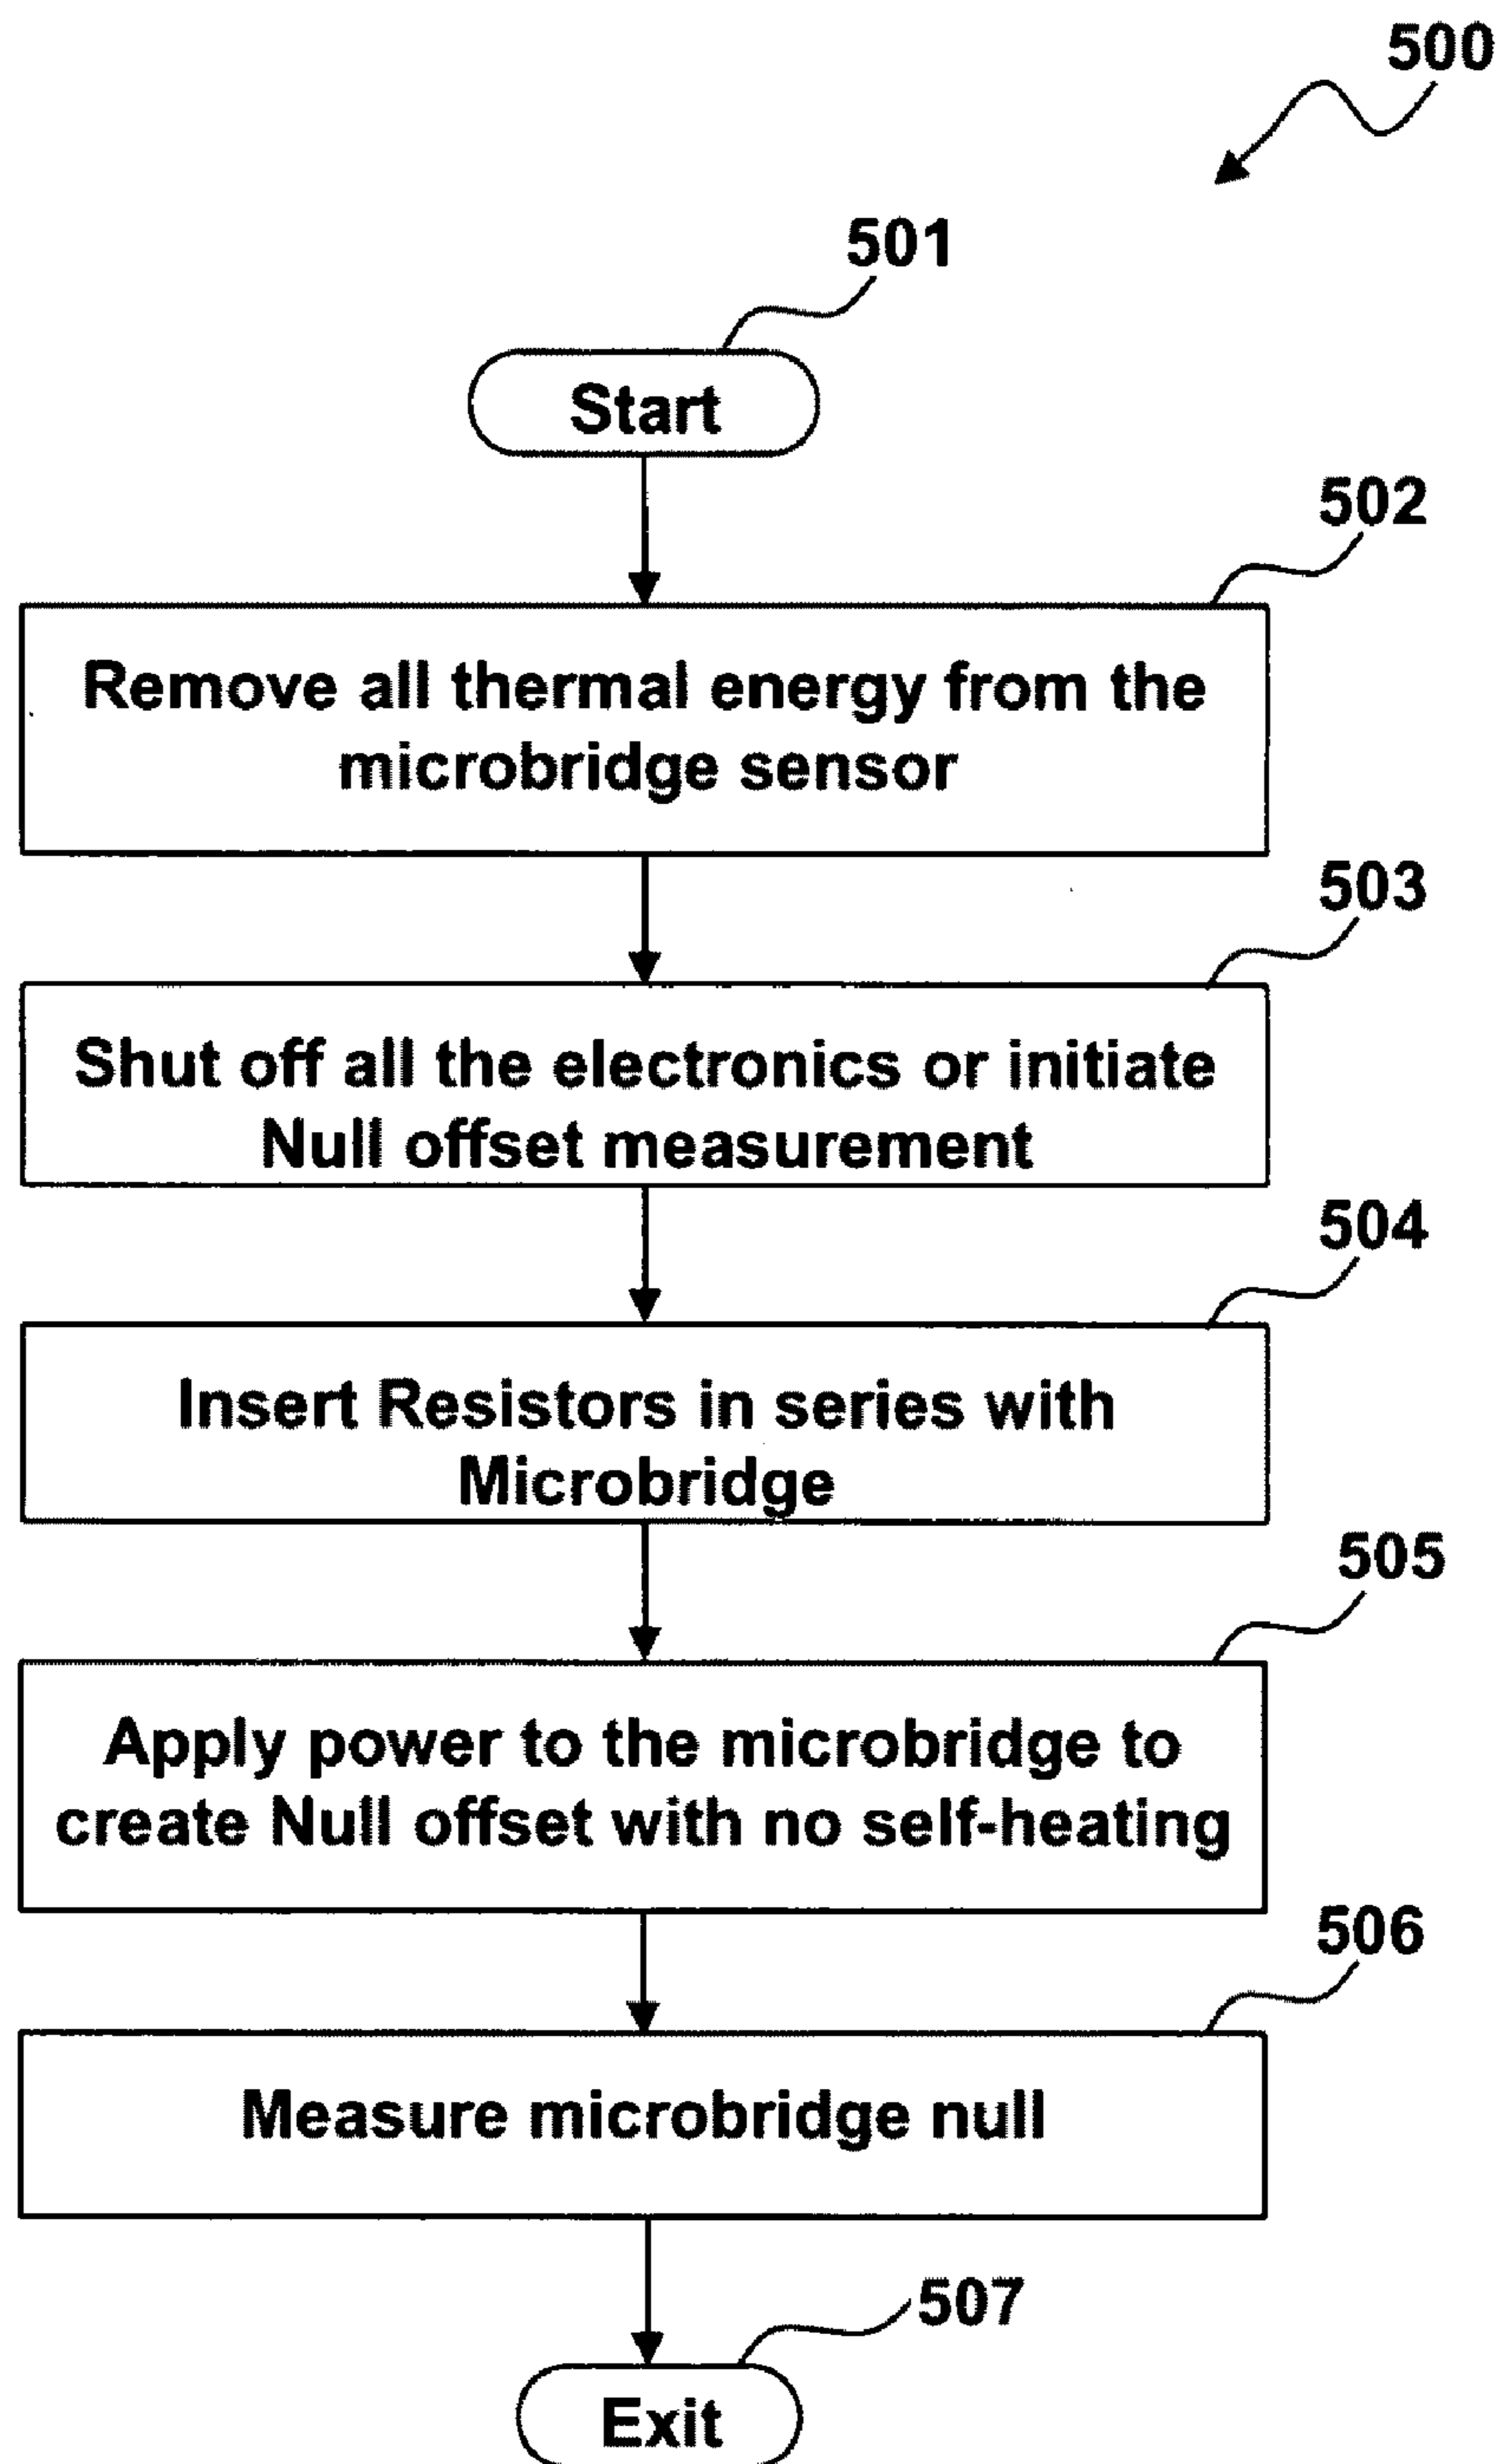 500
501
Start
502
Remove all thermal energy from the
microbridge sensor
503
Shut off all the electronics or initiate
Null offset measurement
504
Insert Resistors in series with
Microbridge
505
Apply power to the microbridge to
create Null offset with no self-heating
506
Measure microbridge null
507
Exit